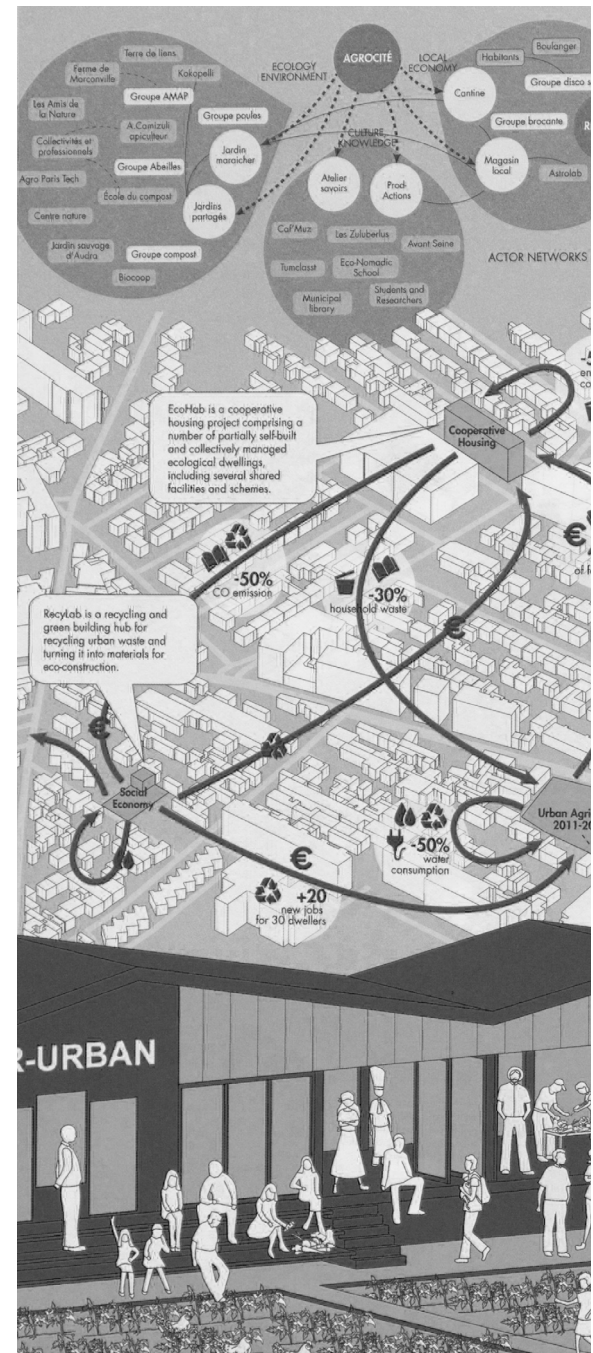 Terre de liens
Ferme de
Marconville
Kokopelli
Groupe AMAP
Les Amis de
la Nature
A.Camizuli
apiculteur
Groupe poules
Collectivités et
professionnels
Jardin
maraicher
Groupe Abeilles
Agro Paris Tech
École du compost
Jardins
partagés
Centre nature
Jardin sauvage
d'Audra
Groupe compost
Biocoop
ECOLOGY
ENVIRONMENT
AGROCITÉ
LOCAL
ECONOMY
CULTURE
KNOWLEDGE
Boulanger
Habitants
Groupe disco s
Cantine
Groupe brocante
R
Magasin
local
Astrolab
Atelier
savoirs
Prod-
Actions
Caf'Muz
Les Zuluberlus
Avant Seine
Tumclasst
Eco-Nomadic
School
Municipal
library
Students and
Researchers
ACTOR NETWORKS
EcoHab is a cooperative
housing project comprising a
number of partially self-built
and collectively managed
ecological dwellings,
including several shared
facilities and schemes.
Cooperative
Housing
-50%
CO emission
-30%
household waste
€
of f
€
RecyLab is a recycling and
green building hub for
recycling urban waste and
turning it into materials for
eco-construction.
€
Social
Economy
Urban Agri
2011-20
-50%
water
consumption
€
+20
new jobs
for 30 dwellers
R-URBAN